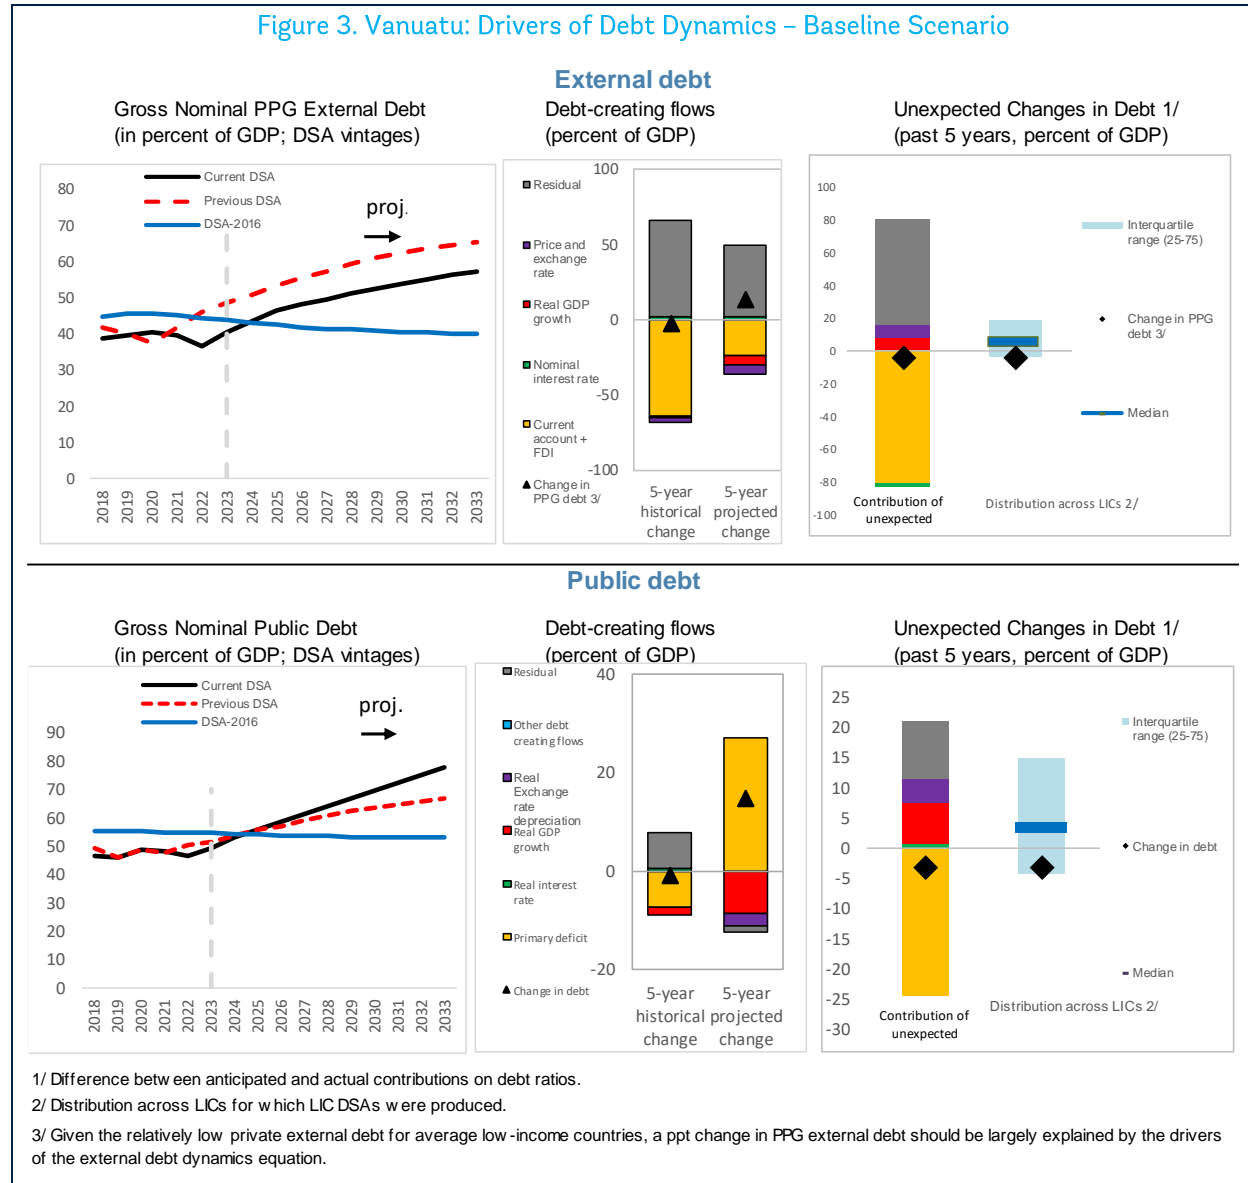 Figure 3. Vanuatu: Drivers of Debt Dynamics – Baseline Scenario
External debt
Gross Nominal PPG External Debt
(in percent of GDP; DSA vintages)
Current DSA
Previous DSA
DSA-2016
proj.
80
70
60
50
40
30
20
10
0
2018
2019
2020
2021
2022
2023
2024
2025
2026
2027
2028
2029
2030
2031
2032
2033
Debt-creating flows
(percent of GDP)
Residual
Price and
exchange
rate
Real GDP
growth
Nominal
interest rate
Current
account +
FDI
Change in
PPG debt 3/
100
50
0
-50
-100
5-year
historical
change
5-year
projected
change
Unexpected Changes in Debt 1/
(past 5 years, percent of GDP)
100
80
60
40
20
0
-20
-40
-60
-80
-100
Contribution of
unexpected
Distribution across LICs 2/
Interquartile
range (25-75)
Change in PPG
debt 3/
Median
Public debt
Gross Nominal Public Debt
(in percent of GDP; DSA vintages)
Current DSA
Previous DSA
DSA-2016
proj.
90
80
70
60
50
40
30
20
10
0
2018
2019
2020
2021
2022
2023
2024
2025
2026
2027
2028
2029
2030
2031
2032
2033
Debt-creating flows
(percent of GDP)
Residual
Other debt
creating flows
Real
Exchange
rate
depreciation
Real GDP
growth
Real interest
rate
Primary deficit
Change in debt
40
20
0
-20
5-year
historical
change
5-year
projected
change
Unexpected Changes in Debt 1/
(past 5 years, percent of GDP)
25
20
15
10
5
0
-5
-10
-15
-20
-25
-30
Contribution of
unexpected
Distribution across LICs 2/
Interquartile
range (25-75)
Change in debt
Median
1/ Difference between anticipated and actual contributions on debt ratios.
2/ Distribution across LICs for which LIC DSAs were produced.
3/ Given the relatively low private external debt for average low-income countries, a ppt change in PPG external debt should be largely explained by the drivers
of the external debt dynamics equation.